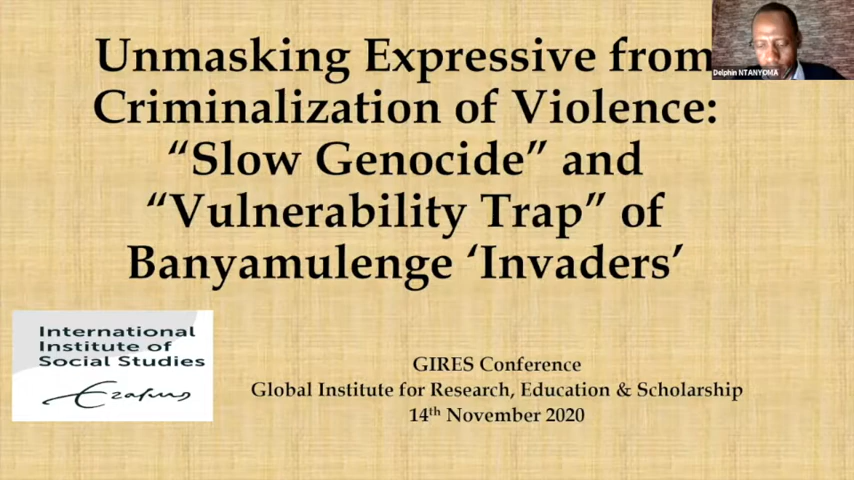 Unmasking Expressive from
Criminalization of Violence:
“Slow Genocide” and
“Vulnerability Trap” of
Banyamulenge ‘Invaders’
Delphin NTANYOMA
International
Institute of
Social Studies
Erasmus
GIRES Conference
Global Institute for Research, Education & Scholarship
14th November 2020